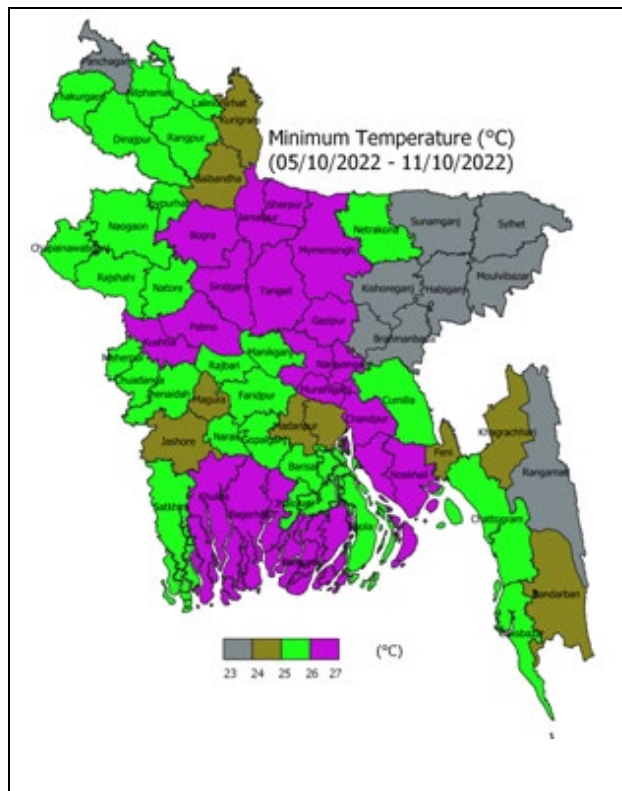 Panchagarh
Thakurgaon
Nilphamari
Lalmonirhat
Kurigram
Dinajpur
Rangpur
Minimum Temperature (°C)
(05/10/2022 - 11/10/2022)
Gaibandha
Sherpur
Joypurhat
Jamalpur
Netrakona
Sunamganj
Sylhet
Naogaon
Bogra
Mymensingh
Chapainawabganj
Rajshahi
Natore
Sirajganj
Tangail
Kishoreganj
Habiganj
Moulvibazar
Pabna
Gazipur
Brahmanbaria
Kushtia
Meherpur
Manikganj
Narayanganj
Rajbari
Chuadanga
Jhenaidah
Magura
Faridpur
Munshiganj
Cumilla
Chandpur
Khagrachhari
Jashore
Narail
Gopalganj
Madaripur
Feni
Rangamati
Barisal
Noakhali
Satkhira
Khulna
Bagerhat
Bhola
Chattogram
Bandarban
(°C)
23 24 25 26 27